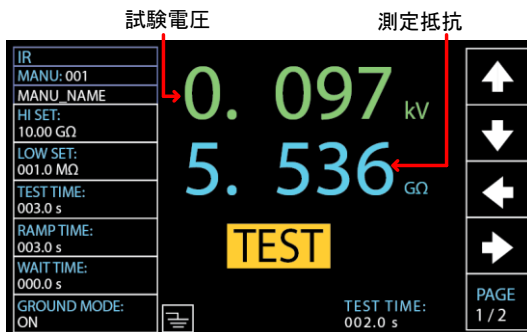 試験電圧
測定抵抗
IR
MANU: 001
MANU_NAME
HI SET:
10.00 GΩ
LOW SET:
001.0 MΩ
TEST TIME:
003.0 s
RAMP TIME:
003.0 s
WAIT TIME:
000.0 s
GROUND MODE:
ON
0. 097 kV
5. 536 GΩ
TEST
TEST TIME:
002.0 s
PAGE
1 / 2